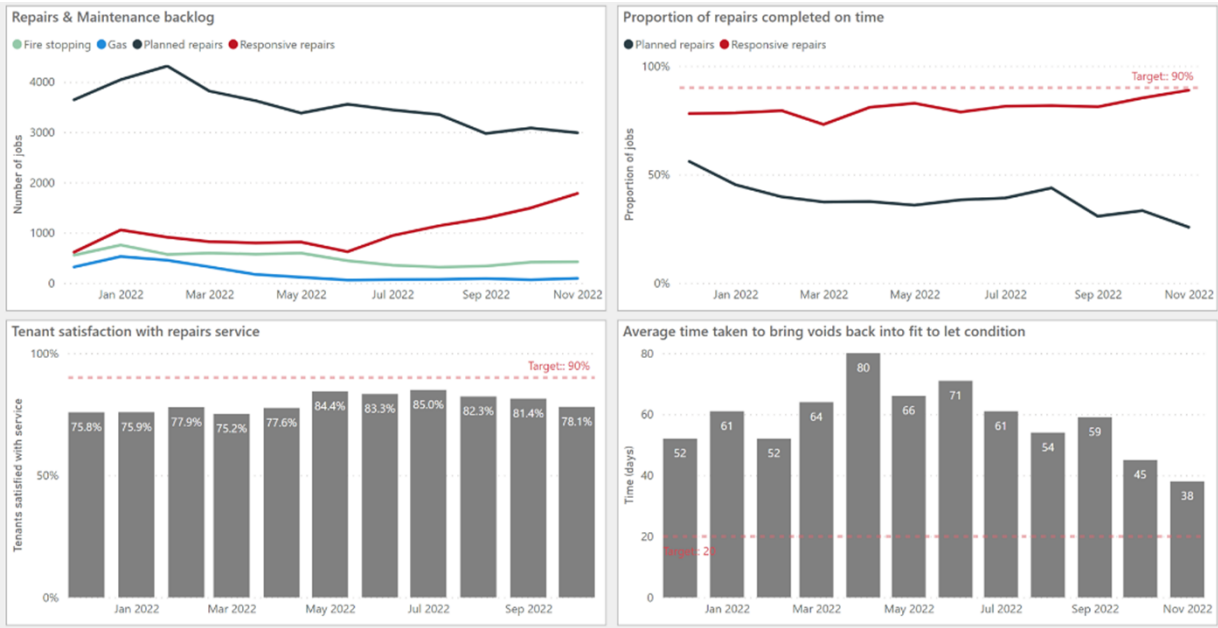 Repairs & Maintenance backlog
Fire stopping Gas Planned repairs Responsive repairs
Number of jobs
4000
3000
2000
1000
0
Jan 2022 Mar 2022 May 2022 Jul 2022 Sep 2022 Nov 2022
Proportion of repairs completed on time
Planned repairs Responsive repairs
Proportion of jobs
100%
50%
0%
Target:: 90%
Jan 2022 Mar 2022 May 2022 Jul 2022 Sep 2022 Nov 2022
Tenant satisfaction with repairs service
Tenants satisfied with service
100%
50%
0%
Target:: 90%
75.8% 75.9% 77.9% 75.2% 77.6% 84.4% 83.3% 85.0% 82.3% 81.4% 78.1%
Jan 2022 Mar 2022 May 2022 Jul 2022 Sep 2022
Average time taken to bring voids back into fit to let condition
Time (days)
80
60
40
20
0
52 61 52 64 80 66 71 61 54 59 45 38
Target:: 20
Jan 2022 Mar 2022 May 2022 Jul 2022 Sep 2022 Nov 2022